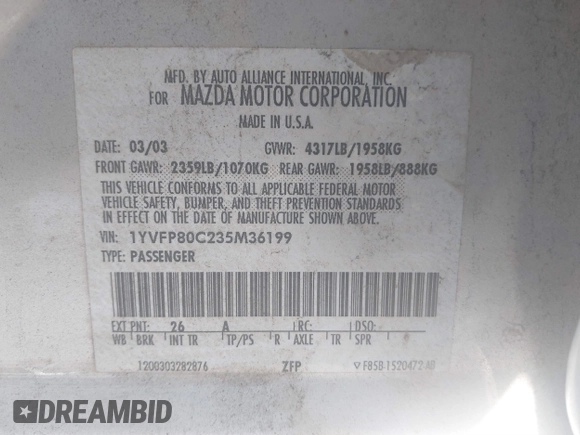 MFD. BY AUTO ALLIANCE INTERNATIONAL, INC.
FOR MAZDA MOTOR CORPORATION
MADE IN U.S.A.
DATE: 03/03 GVWR: 4317LB/1958KG
FRONT GAWR: 2359LB/1070KG REAR GAWR: 1958LB/888KG
THIS VEHICLE CONFORMS TO ALL APPLICABLE FEDERAL MOTOR
VEHICLE SAFETY, BUMPER, AND THEFT PREVENTION STANDARDS
IN EFFECT ON THE DATE OF MANUFACTURE SHOWN ABOVE.
VIN: 1YVFP80C235M36199
TYPE: PASSENGER
EXT PNT: 26 A RC: DSO:
WB BRK INT TR TP/PS R AXLE TR SPR
1200303282876 ZFP F85B-1520472-AB
DREAMBID